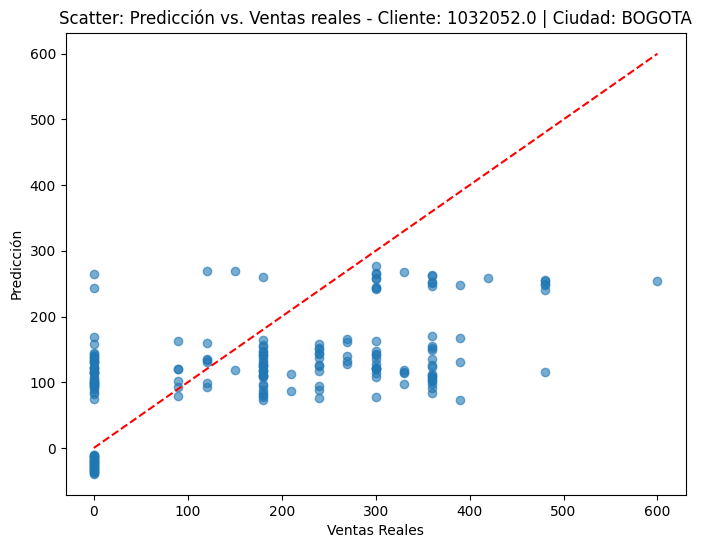 Scatter: Predicción vs. Ventas reales - Cliente: 1032052.0 | Ciudad: BOGOTA
600
500
400
300
200
100
0
Predicción
0 100 200 300 400 500 600
Ventas Reales